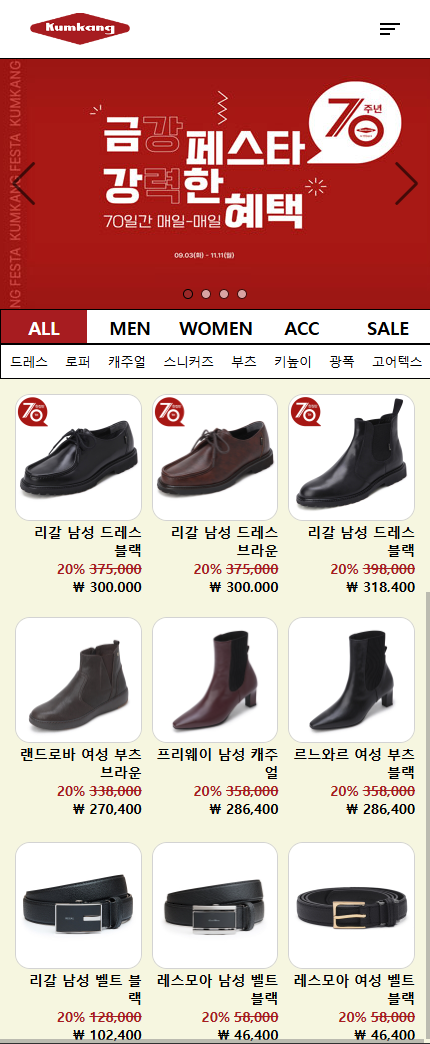 Kumkang
NG FESTA KUMKANG FESTA KUMKANG
금강페스타
강력한
혜택
70일간 매일-매일
09.03(화) - 11.11(월)
70주년
ALL MEN WOMEN ACC SALE
드레스 로퍼 캐주얼 스니커즈 부츠 키높이 광폭 고어텍스
70 70 70
리갈 남성 드레스 리갈 남성 드레스 리갈 남성 드레스
블랙 브라운 블랙
20% 375,000 20% 375,000 20% 398,000
₩ 300.000 ₩ 300.000 ₩ 318.400
랜드로바 여성 부츠 프리웨이 남성 캐주 르느와르 여성 부츠
브라운 얼 블랙
20% 338,000 20% 358,000 20% 358,000
₩ 270,400 ₩ 286,400 ₩ 286,400
리갈 남성 벨트 블 레스모아 남성 벨트 레스모아 여성 벨트
랙 블랙 블랙
20% 128,000 20% 58,000 20% 58,000
₩ 102,400 ₩ 46,400 ₩ 46,400